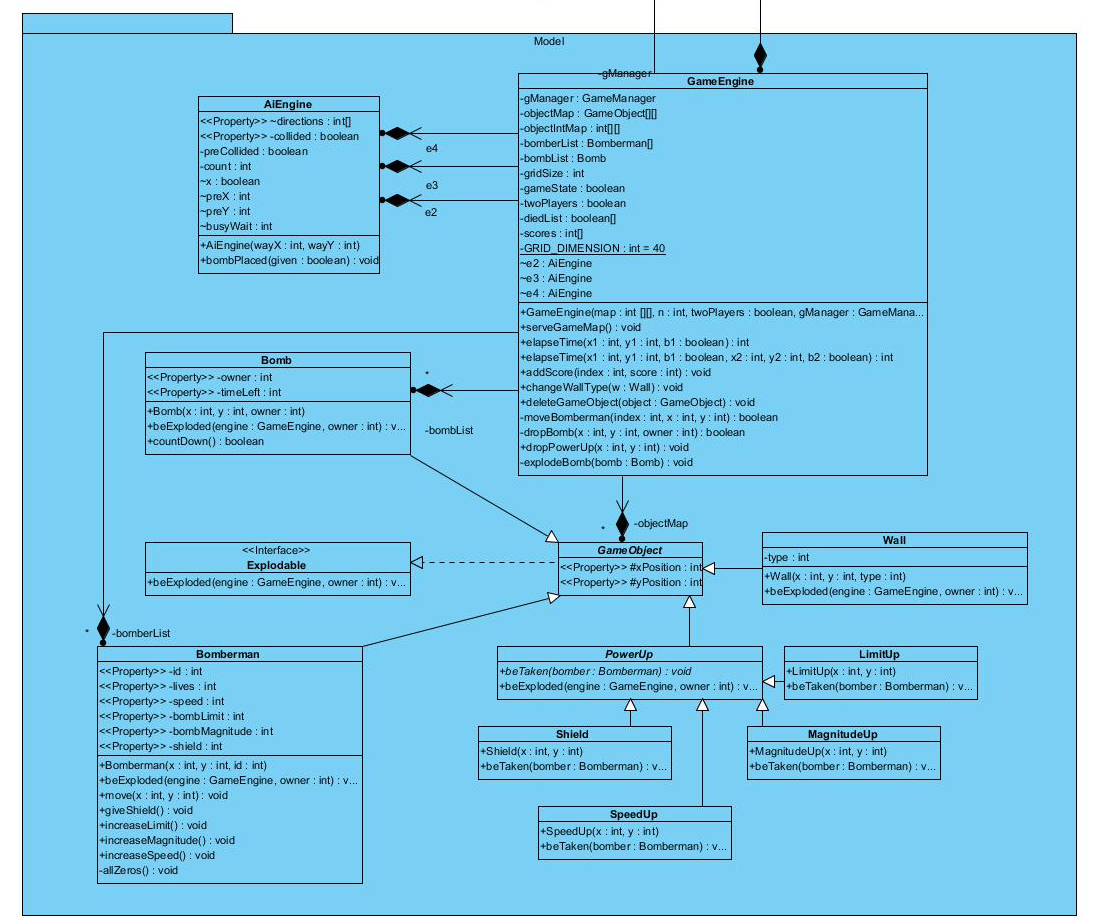 Model
-gManager
GameEngine
-gManager : GameManager
-objectMap : GameObject[][]
-objectIntMap : int[][]
-bomberList : Bomberman[]
-bombList : Bomb
-gridSize : int
-gameState : boolean
-twoPlayers : boolean
-diedList : boolean[]
-scores : int[]
-GRID_DIMENSION : int = 40
~e2 : AiEngine
~e3 : AiEngine
~e4 : AiEngine
+GameEngine(map : int [][], n : int, twoPlayers : boolean, gManager : GameMana...
+serveGameMap() : void
+elapseTime(x1 : int, y1 : int, b1 : boolean) : int
+elapseTime(x1 : int, y1 : int, b1 : boolean, x2 : int, y2 : int, b2 : boolean) : int
+addScore(index : int, score : int) : void
+changeWallType(w : Wall) : void
+deleteGameObject(object : GameObject) : void
-moveBomberman(index : int, x : int, y : int) : boolean
-dropBomb(x : int, y : int, owner : int) : boolean
+dropPowerUp(x : int, y : int) : void
-explodeBomb(bomb : Bomb) : void
AiEngine
<<Property>> ~directions : int[]
<<Property>> -collided : boolean
-preCollided : boolean
-count : int
~x : boolean
~preX : int
~preY : int
~busyWait : int
+AiEngine(wayX : int, wayY : int)
+bombPlaced(given : boolean) : void
e4
e3
e2
Bomb
<<Property>> -owner : int
<<Property>> -timeLeft : int
+Bomb(x : int, y : int, owner : int)
+beExploded(engine : GameEngine, owner : int) : v...
+countDown() : boolean
*
-bombList
*
-objectMap
<<Interface>>
Explodable
+beExploded(engine : GameEngine, owner : int) : v...
GameObject
<<Property>> #xPosition : int
<<Property>> #yPosition : int
Wall
-type : int
+Wall(x : int, y : int, type : int)
+beExploded(engine : GameEngine, owner : int) : v...
*
-bomberList
Bomberman
<<Property>> -id : int
<<Property>> -lives : int
<<Property>> -speed : int
<<Property>> -bombLimit : int
<<Property>> -bombMagnitude : int
<<Property>> -shield : int
+Bomberman(x : int, y : int, id : int)
+beExploded(engine : GameEngine, owner : int) : v...
+move(x : int, y : int) : void
+giveShield() : void
+increaseLimit() : void
+increaseMagnitude() : void
+increaseSpeed() : void
-allZeros() : void
PowerUp
+beTaken(bomber : Bomberman) : void
+beExploded(engine : GameEngine, owner : int) : v...
LimitUp
+LimitUp(x : int, y : int)
+beTaken(bomber : Bomberman) : v...
Shield
+Shield(x : int, y : int)
+beTaken(bomber : Bomberman) : v...
MagnitudeUp
+MagnitudeUp(x : int, y : int)
+beTaken(bomber : Bomberman) : v...
SpeedUp
+SpeedUp(x : int, y : int)
+beTaken(bomber : Bomberman) : v...